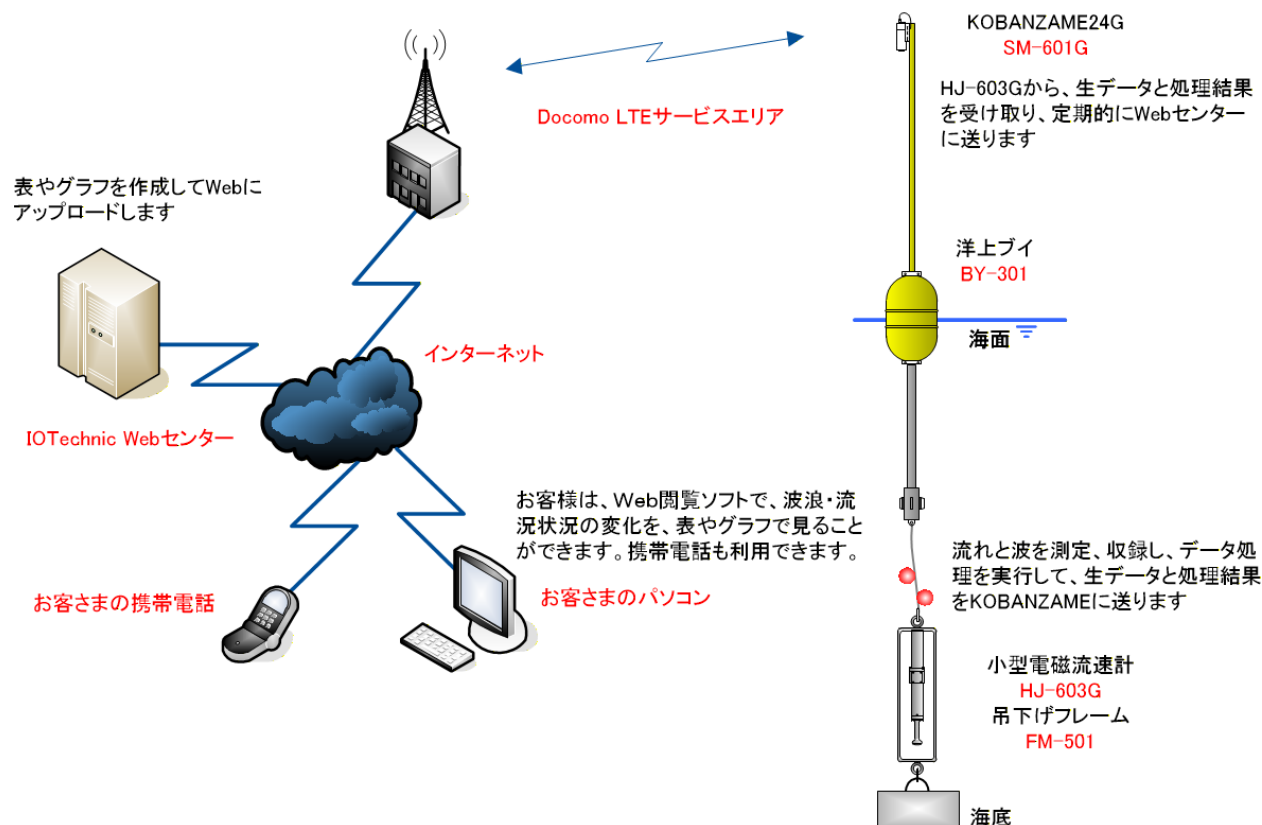 KOBANZAME24G
SM-601G
HJ-603Gから、生データと処理結果
を受け取り、定期的にWebセンター
に送ります
Docomo LTEサービスエリア
表やグラフを作成してWebに
アップロードします
洋上ブイ
BY-301
海面
インターネット
IOTechnic Webセンター
お客様は、Web閲覧ソフトで、波浪・流
況状況の変化を、表やグラフで見ること
ができます。携帯電話も利用できます。
お客さまの携帯電話
お客さまのパソコン
流れと波を測定、収録し、データ処
理を実行して、生データと処理結果
をKOBANZAMEに送ります
小型電磁流速計
HJ-603G
吊下げフレーム
FM-501
海底